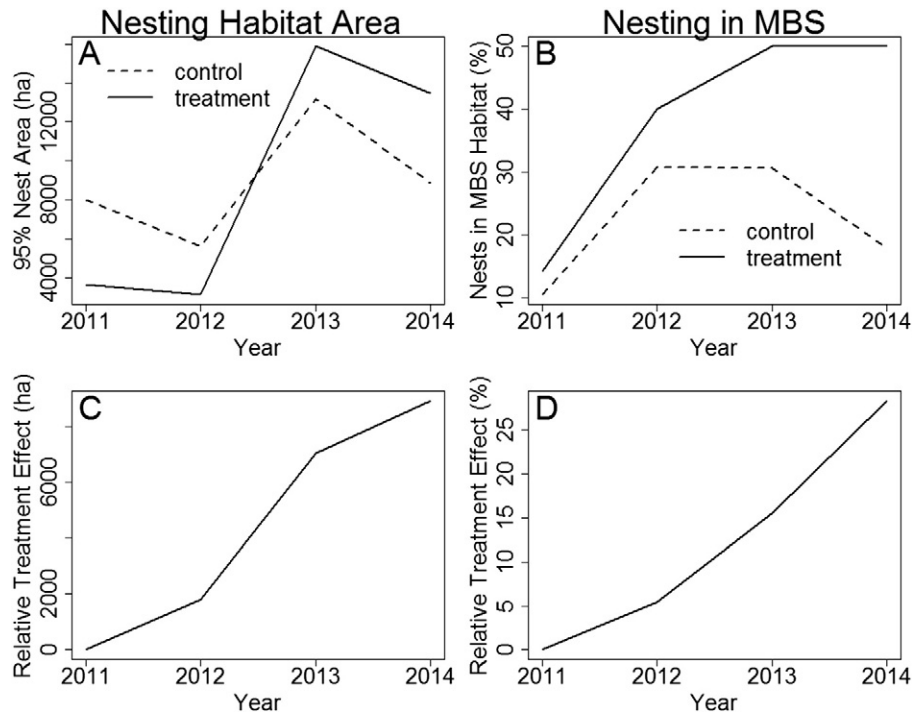 Nesting Habitat Area
A
control
treatment
95% Nest Area (ha)
4000
8000
12000
2011
2012
2013
2014
Year
Nesting in MBS
B
control
treatment
Nests in MBS Habitat (%)
10
20
30
40
50
2011
2012
2013
2014
Year
C
Relative Treatment Effect (ha)
0
2000
6000
2011
2012
2013
2014
Year
D
Relative Treatment Effect (%)
0
5
10
15
20
25
2011
2012
2013
2014
Year